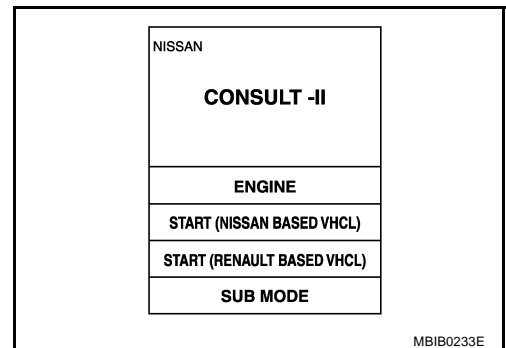 NISSAN
CONSULT -II
ENGINE
START (NISSAN BASED VHCL)
START (RENAULT BASED VHCL)
SUB MODE
MBIB0233E